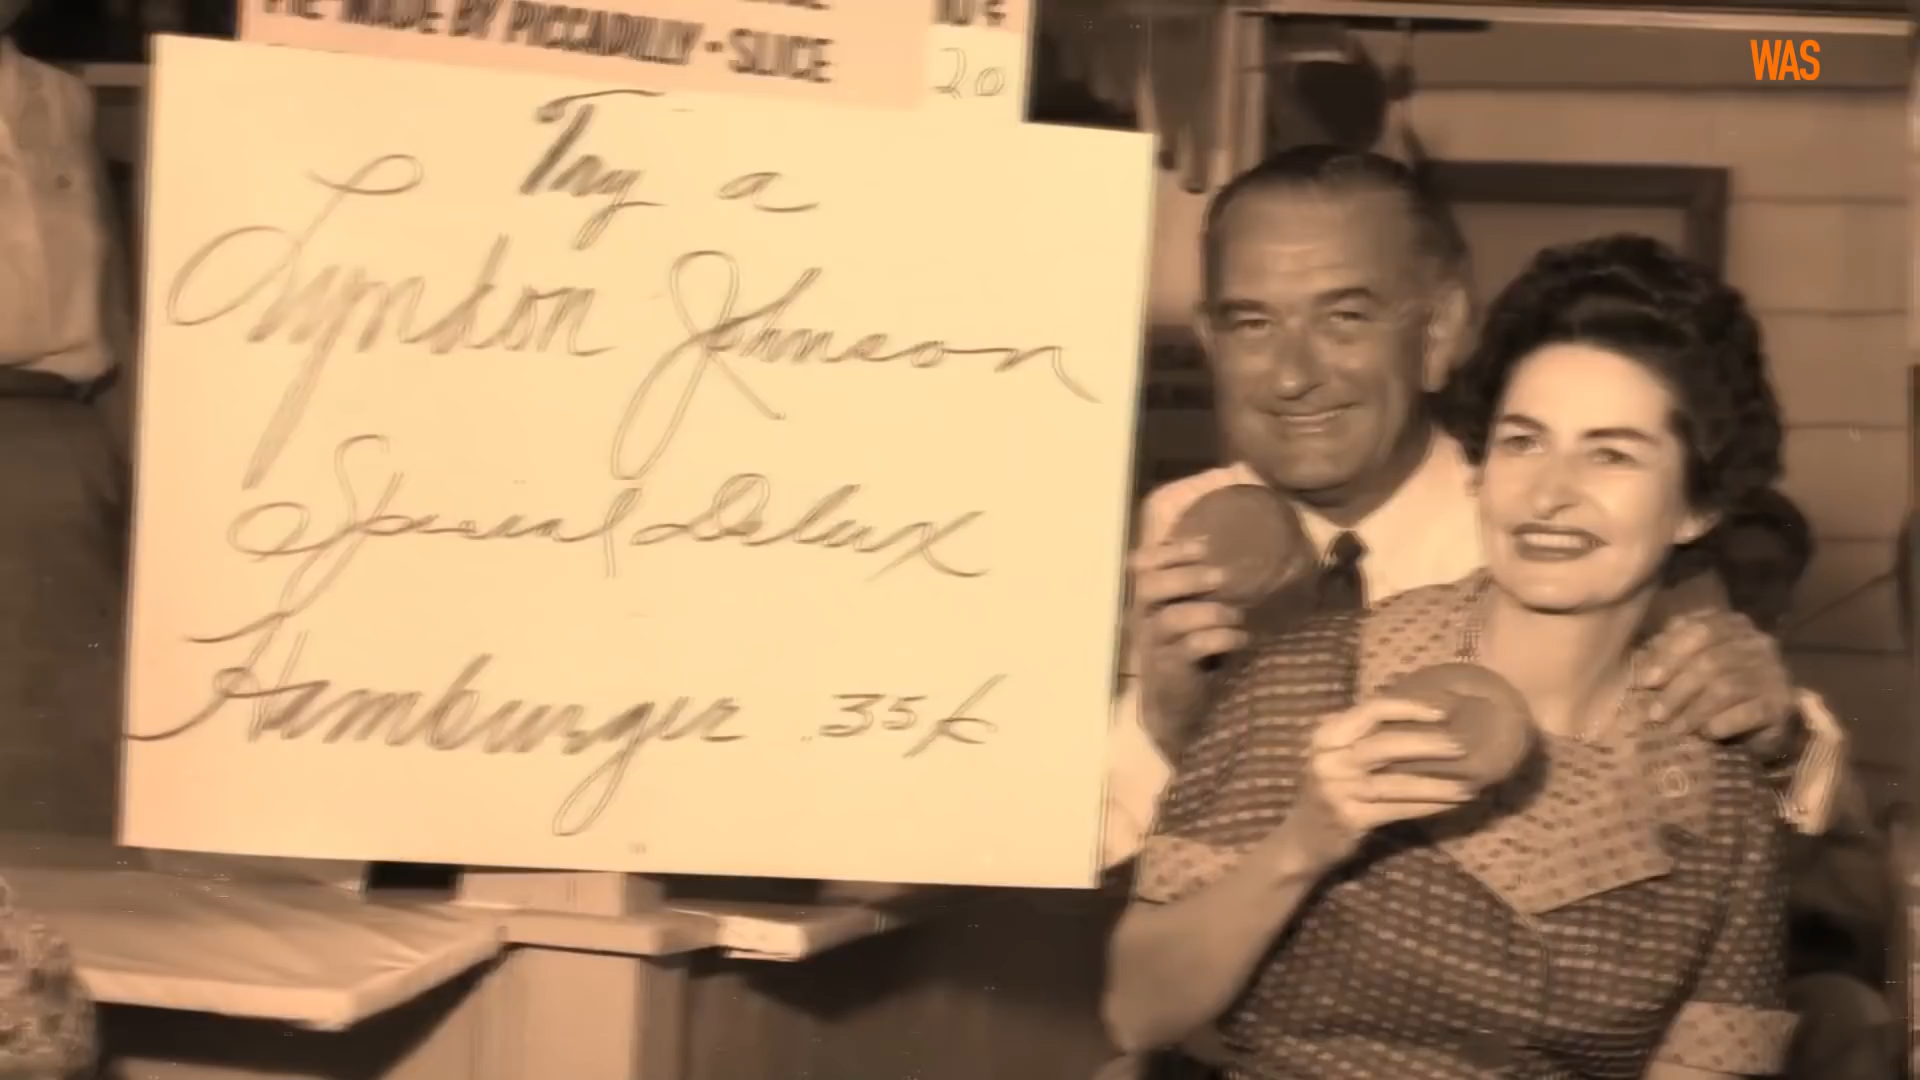 PIE MADE BY PICCADILLY - SLICE
10¢
20
WAS
Try a
Lyndon Johnson
Special Delux
Hamburger .35¢